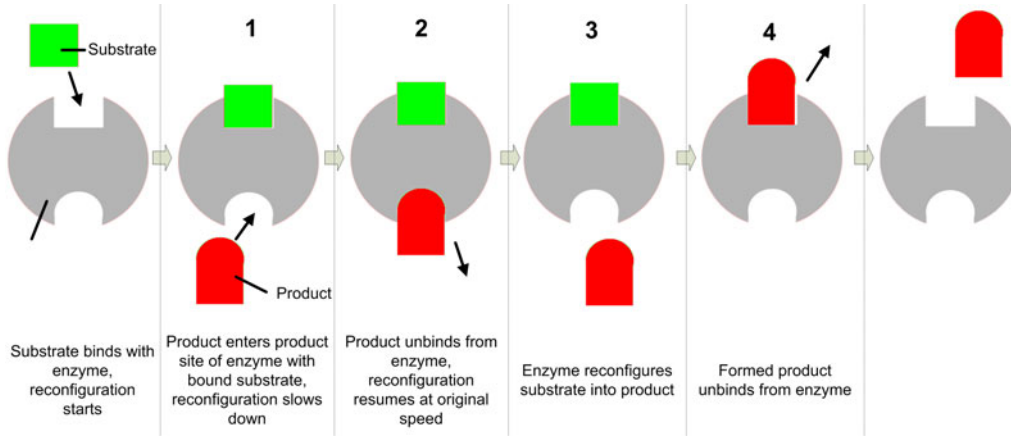 1
2
3
4
Substrate
Product
Substrate binds with
enzyme,
reconfiguration
starts
Product enters product
site of enzyme with
bound substrate,
reconfiguration slows
down
Product unbinds from
enzyme,
reconfiguration
resumes at original
speed
Enzyme reconfigures
substrate into product
Formed product
unbinds from enzyme